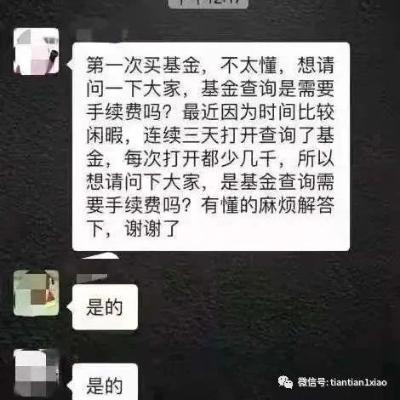 第一次买基金，不太懂，想请
问一下大家，基金查询是需要
手续费吗？最近因为时间比较
闲暇，连续三天打开查询了基
金，每次打开都少几千，所以
想请问下大家，是基金查询需
要手续费吗？有懂的麻烦解答
下，谢谢了
是的
是的
微信号: tiantian1xiao